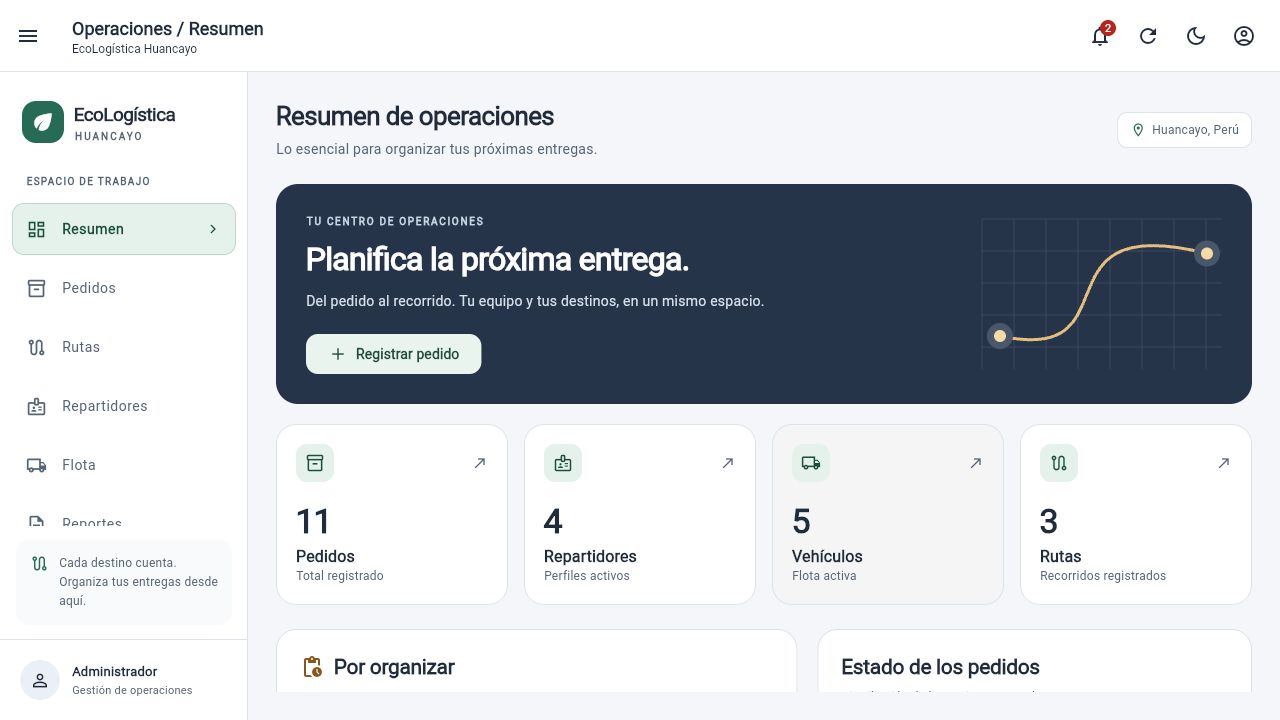 Operaciones / Resumen
EcoLogística Huancayo
2
EcoLogística
HUANCAYO
ESPACIO DE TRABAJO
Resumen
Pedidos
Rutas
Repartidores
Flota
Reportes
Cada destino cuenta.
Organiza tus entregas desde
aquí.
Administrador
Gestión de operaciones
Resumen de operaciones
Lo esencial para organizar tus próximas entregas.
Huancayo, Perú
TU CENTRO DE OPERACIONES
Planifica la próxima entrega.
Del pedido al recorrido. Tu equipo y tus destinos, en un mismo espacio.
Registrar pedido
11
Pedidos
Total registrado
4
Repartidores
Perfiles activos
5
Vehículos
Flota activa
3
Rutas
Recorridos registrados
Por organizar
Estado de los pedidos